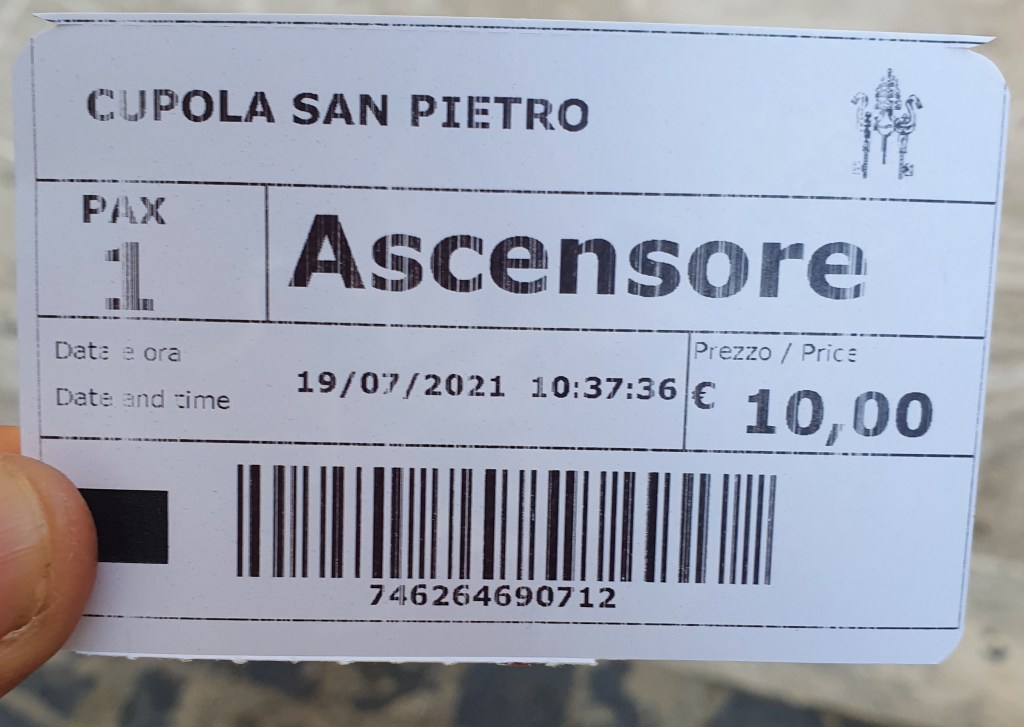 CUPOLA SAN PIETRO
PAX
1
Ascensore
Data e ora
Date and time
19/07/2021 10:37:36
Prezzo / Price
€ 10,00
746264690712